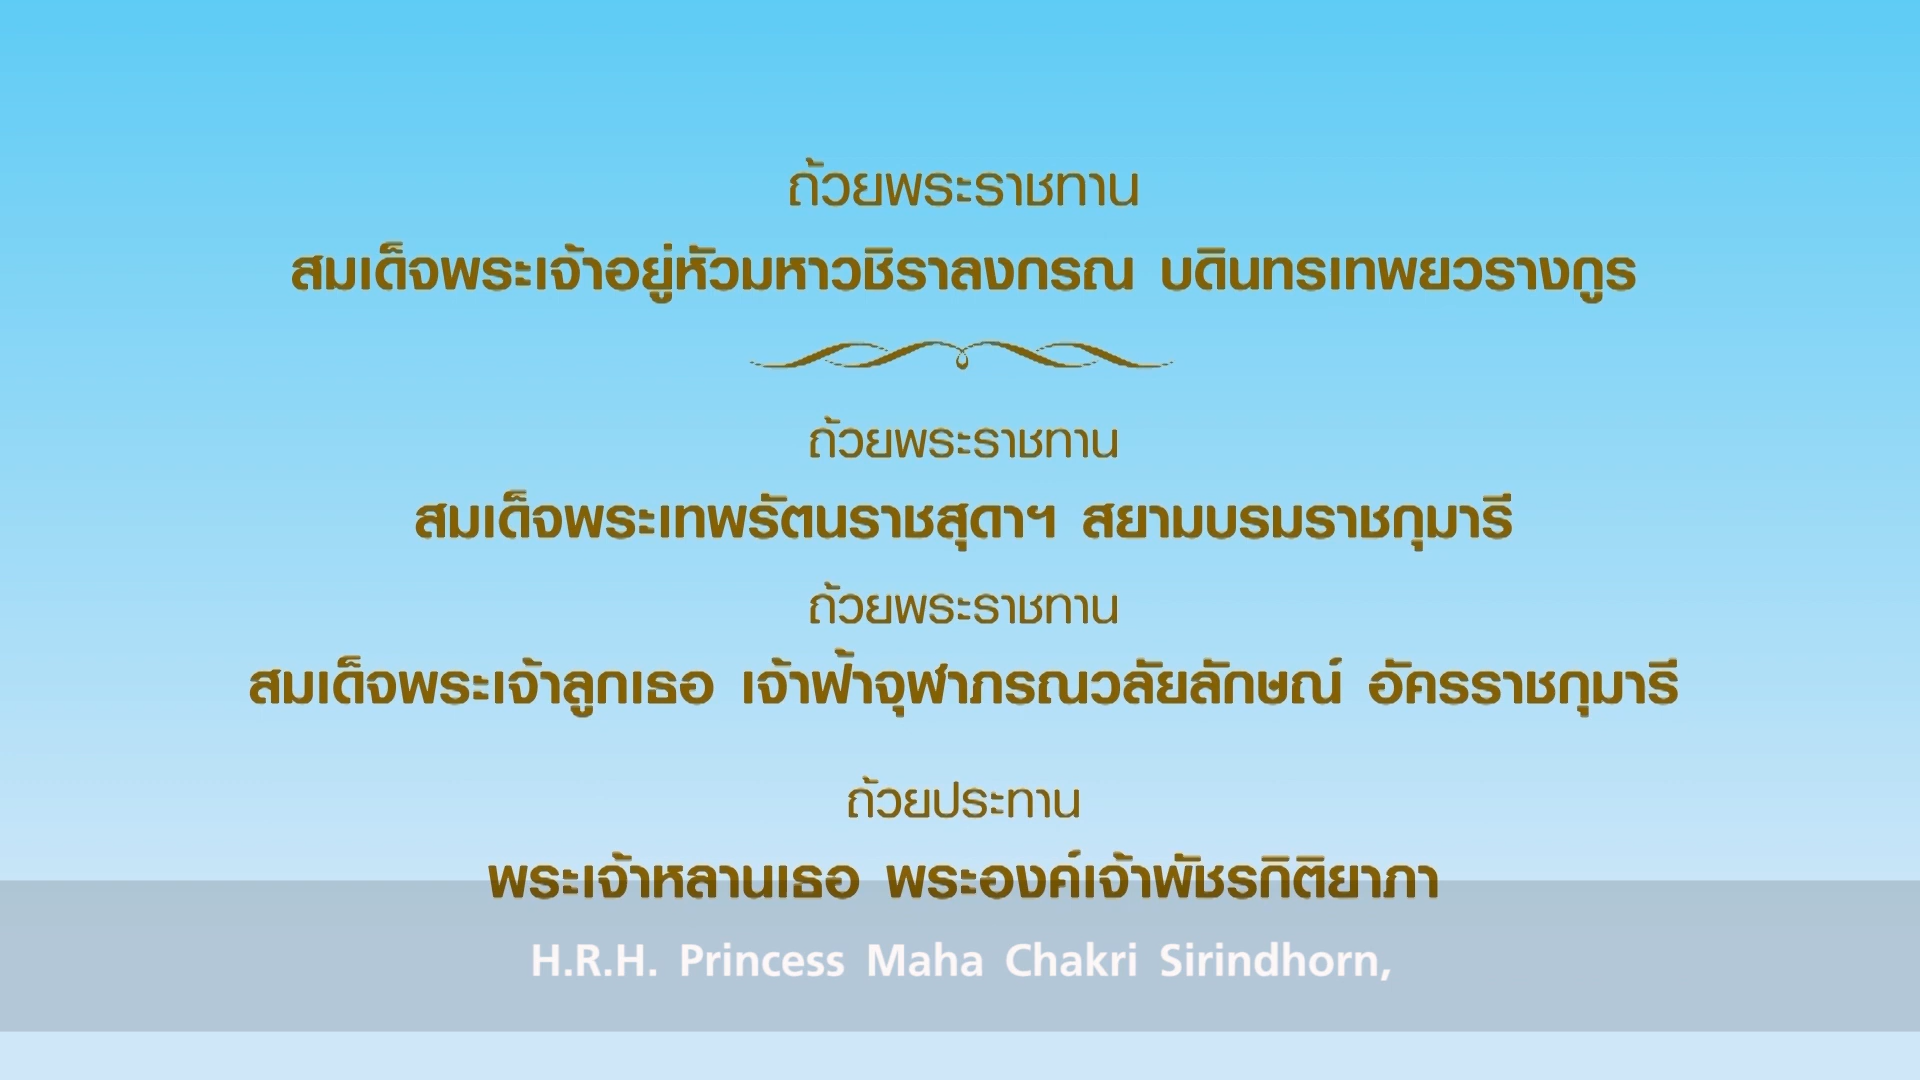 ถ้วยพระราชทาน
สมเด็จพระเจ้าอยู่หัวมหาวชิราลงกรณ บดินทรเทพยวรางกูร
ถ้วยพระราชทาน
สมเด็จพระเทพรัตนราชสุดาฯ สยามบรมราชกุมารี
ถ้วยพระราชทาน
สมเด็จพระเจ้าลูกเธอ เจ้าฟ้าจุฬาภรณวลัยลักษณ์ อัครราชกุมารี
ถ้วยประทาน
พระเจ้าหลานเธอ พระองค์เจ้าพัชรกิติยาภา
H.R.H. Princess Maha Chakri Sirindhorn,